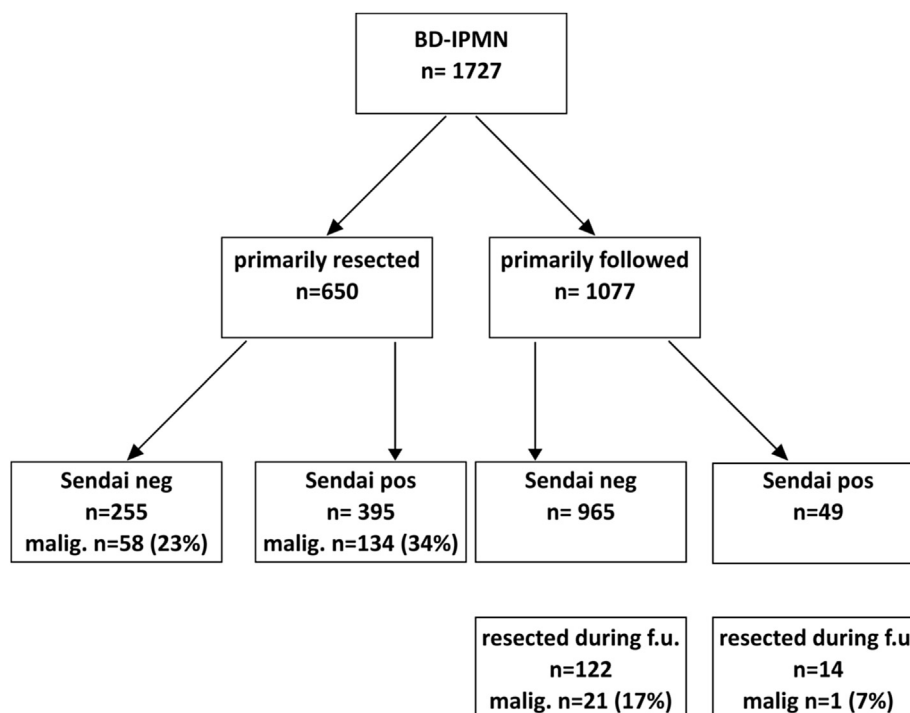 BD-IPMN
n= 1727
primarily resected
n=650
primarily followed
n= 1077
Sendai neg
n=255
malig. n=58 (23%)
Sendai pos
n= 395
malig. n=134 (34%)
Sendai neg
n= 965
Sendai pos
n=49
resected during f.u.
n=122
malig. n=21 (17%)
resected during f.u
n=14
malig n=1 (7%)